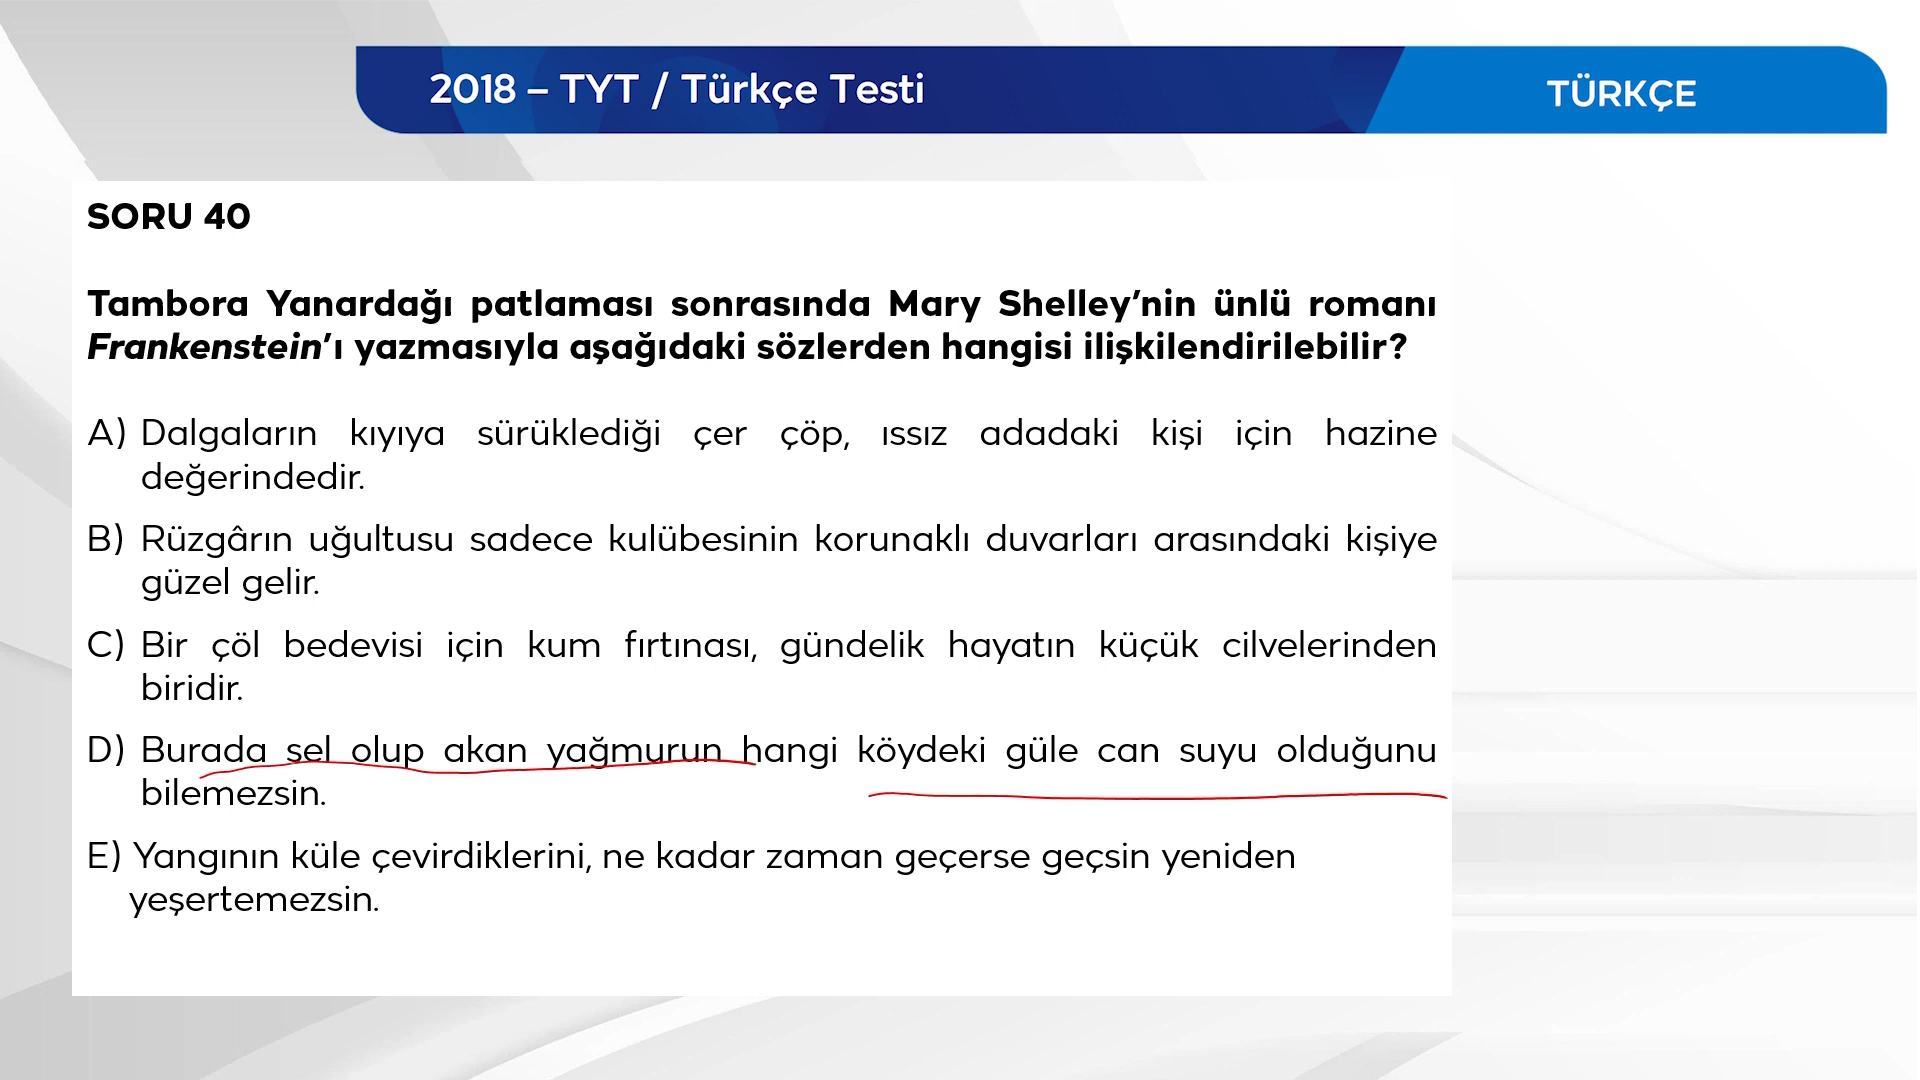 2018 – TYT / Türkçe Testi
TÜRKÇE
SORU 40
Tambora Yanardağı patlaması sonrasında Mary Shelley’nin ünlü romanı
Frankenstein’ı yazmasıyla aşağıdaki sözlerden hangisi ilişkilendirilebilir?
A) Dalgaların kıyıya sürüklediği çer çöp, ıssız adadaki kişi için hazine
değerindedir.
B) Rüzgârın uğultusu sadece kulübesinin korunaklı duvarları arasındaki kişiye
güzel gelir.
C) Bir çöl bedevisi için kum fırtınası, gündelik hayatın küçük cilvelerinden
biridir.
D) Burada sel olup akan yağmurun hangi köydeki güle can suyu olduğunu
bilemezsin.
E) Yangının küle çevirdiklerini, ne kadar zaman geçerse geçsin yeniden
yeşertemezsin.